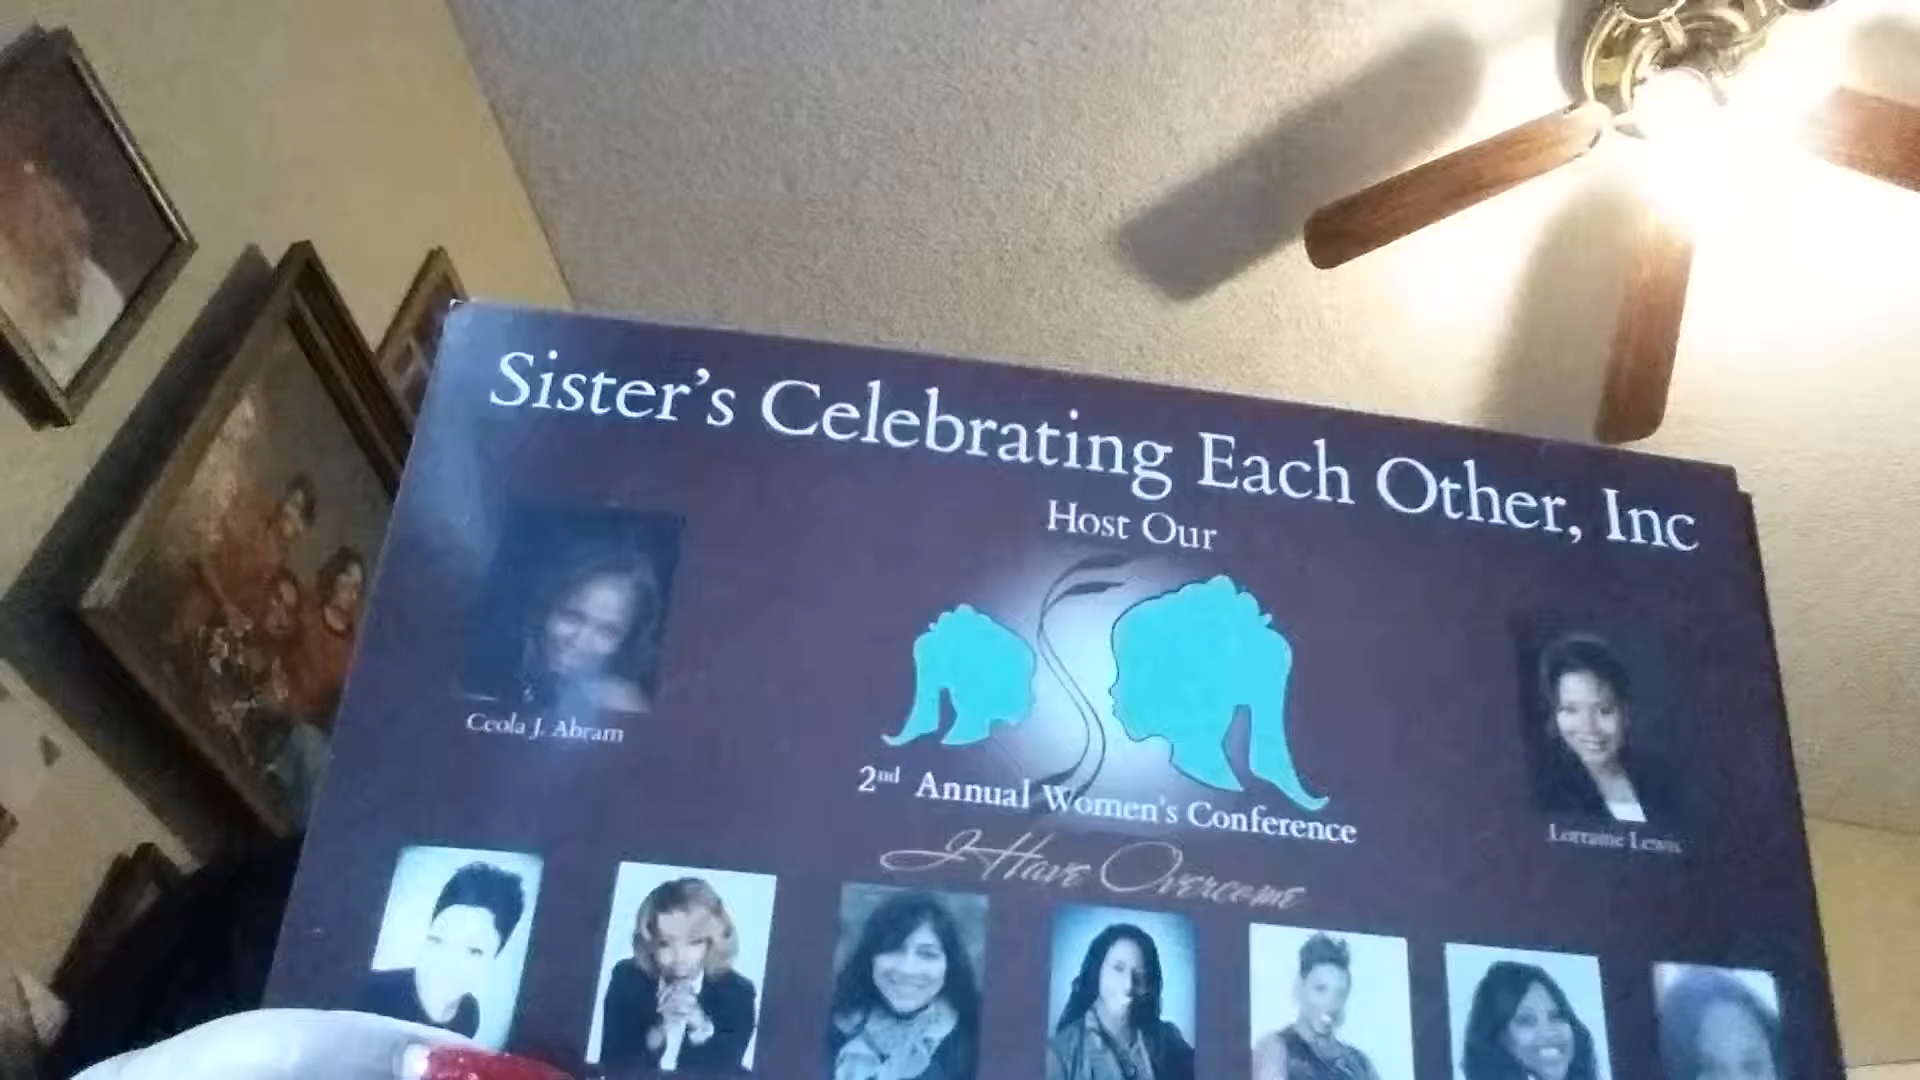 Sister's Celebrating Each Other, Inc
Host Our
Ceola J. Abram
2nd Annual Women's Conference
Lorraine Lewis
I Have Overcome